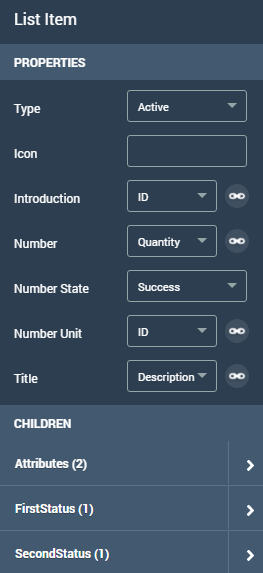 List Item
PROPERTIES
Type Active
Icon
Introduction ID
Number Quantity
Number State Success
Number Unit ID
Title Description
CHILDREN
Attributes (2)
FirstStatus (1)
SecondStatus (1)